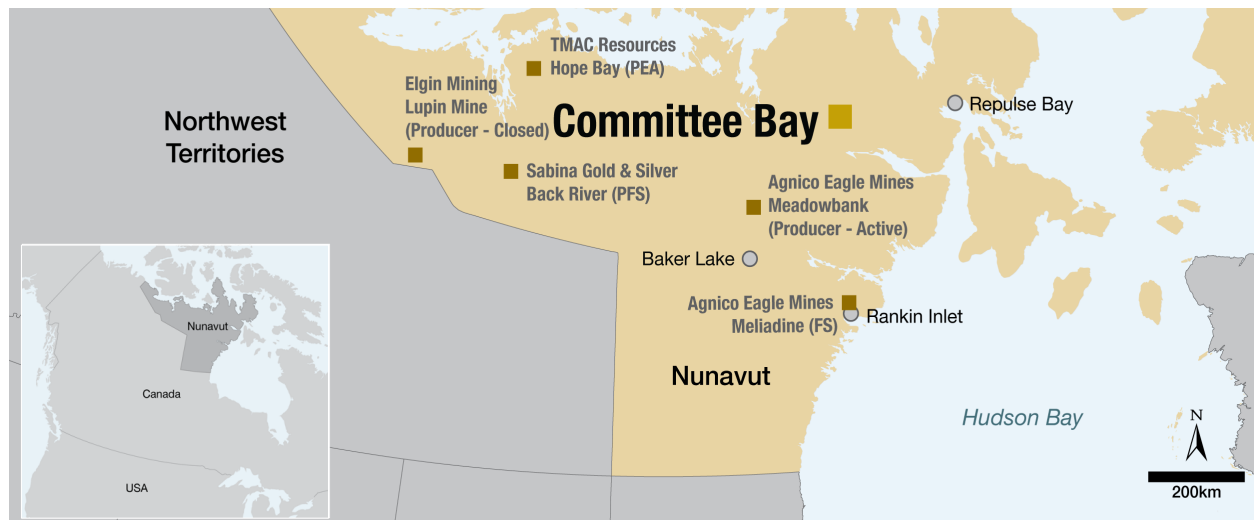 TMAC Resources
Hope Bay (PEA)
Elgin Mining
Lupin Mine
(Producer - Closed)
Committee Bay
Repulse Bay
Northwest
Territories
Sabina Gold & Silver
Back River (PFS)
Agnico Eagle Mines
Meadowbank
(Producer - Active)
Baker Lake
Agnico Eagle Mines
Meliadine (FS)
Rankin Inlet
Nunavut
Hudson Bay
N
200km
Nunavut
Canada
USA